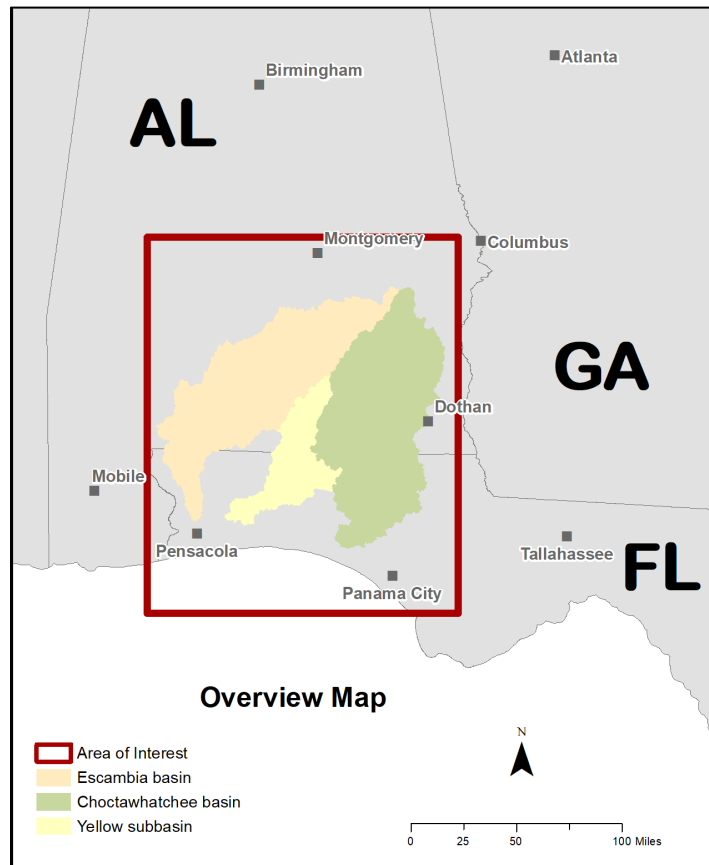 Birmingham
Atlanta
AL
Montgomery
Columbus
GA
Dothan
Mobile
Pensacola
Tallahassee
FL
Panama City
Overview Map
N
Area of Interest
Escambia basin
Choctawhatchee basin
Yellow subbasin
0 25 50 100 Miles